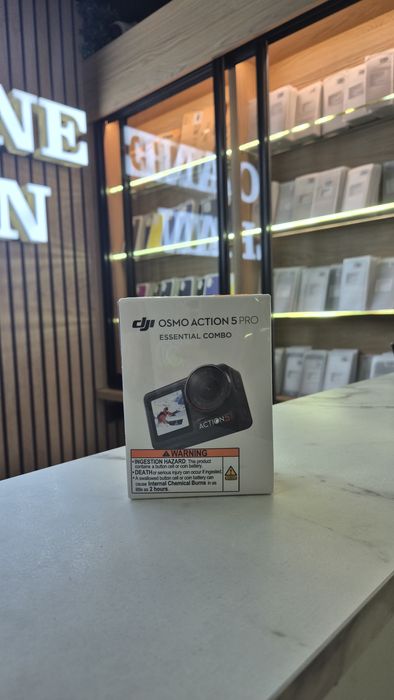 NE
N
dji OSMO ACTION 5 PRO
ESSENTIAL COMBO
ACTION5
WARNING
•INGESTION HAZARD: This product
contains a button cell or coin battery.
•DEATH or serious injury can occur if ingested.
•A swallowed button cell or coin battery can
cause Internal Chemical Burns in as
little as 2 hours.